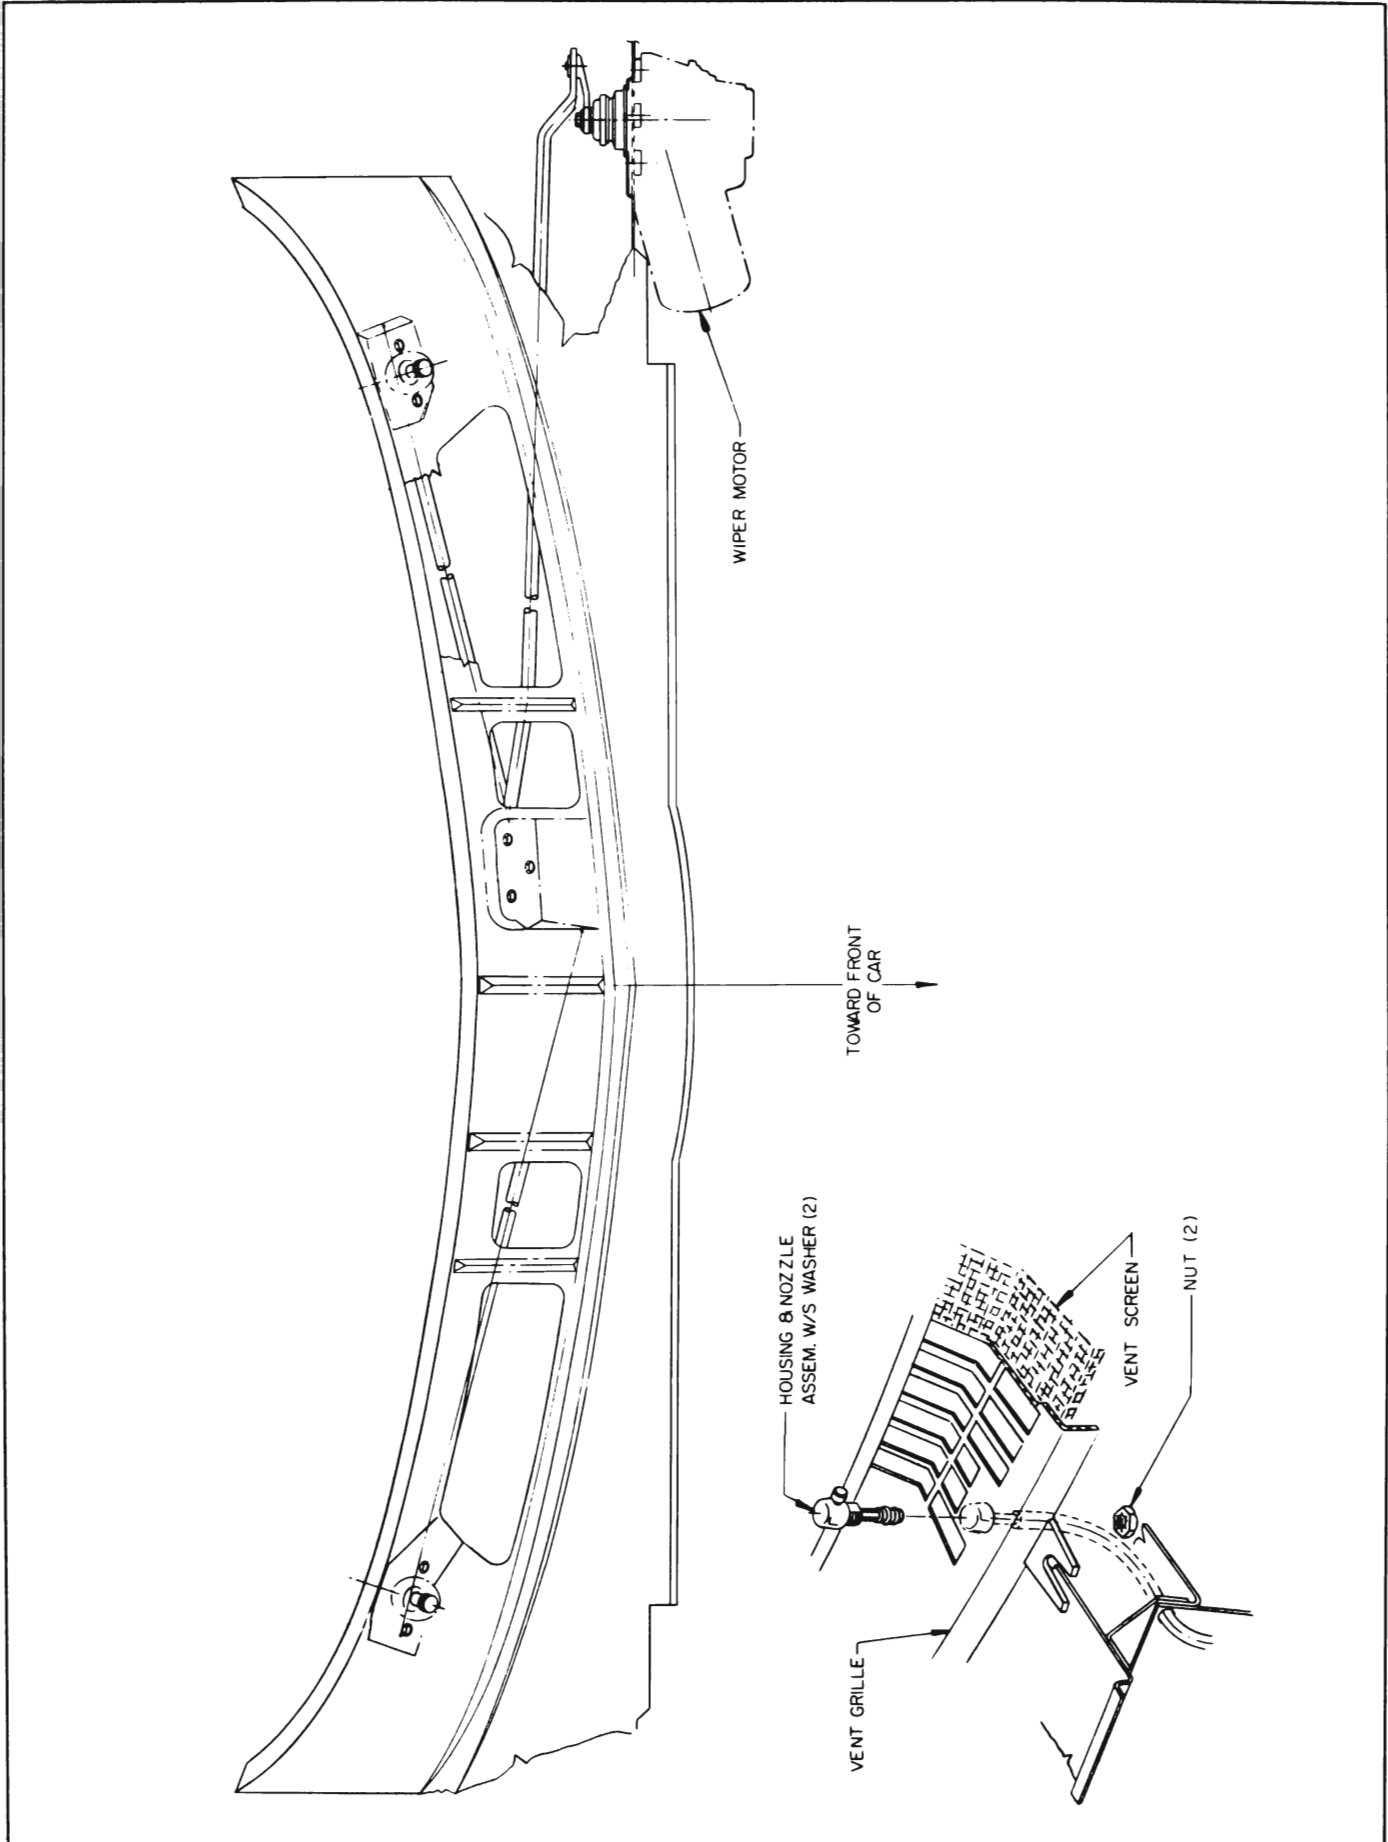 WIPER MOTOR
TOWARD FRONT
OF CAR
HOUSING & NOZZLE
ASSEM. W/S WASHER (2)
VENT SCREEN
NUT (2)
VENT GRILLE